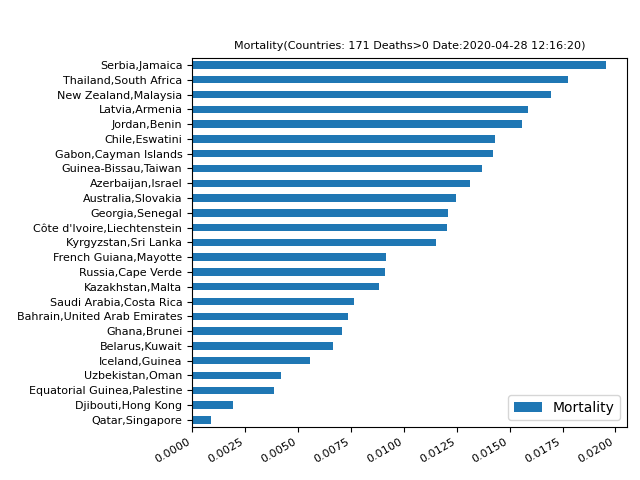 Mortality(Countries: 171 Deaths>0 Date:2020-04-28 12:16:20)
Serbia,Jamaica
Thailand,South Africa
New Zealand,Malaysia
Latvia,Armenia
Jordan,Benin
Chile,Eswatini
Gabon,Cayman Islands
Guinea-Bissau,Taiwan
Azerbaijan,Israel
Australia,Slovakia
Georgia,Senegal
Côte d'Ivoire,Liechtenstein
Kyrgyzstan,Sri Lanka
French Guiana,Mayotte
Russia,Cape Verde
Kazakhstan,Malta
Saudi Arabia,Costa Rica
Bahrain,United Arab Emirates
Ghana,Brunei
Belarus,Kuwait
Iceland,Guinea
Uzbekistan,Oman
Equatorial Guinea,Palestine
Djibouti,Hong Kong
Qatar,Singapore
Mortality
0.0000 0.0025 0.0050 0.0075 0.0100 0.0125 0.0150 0.0175 0.0200